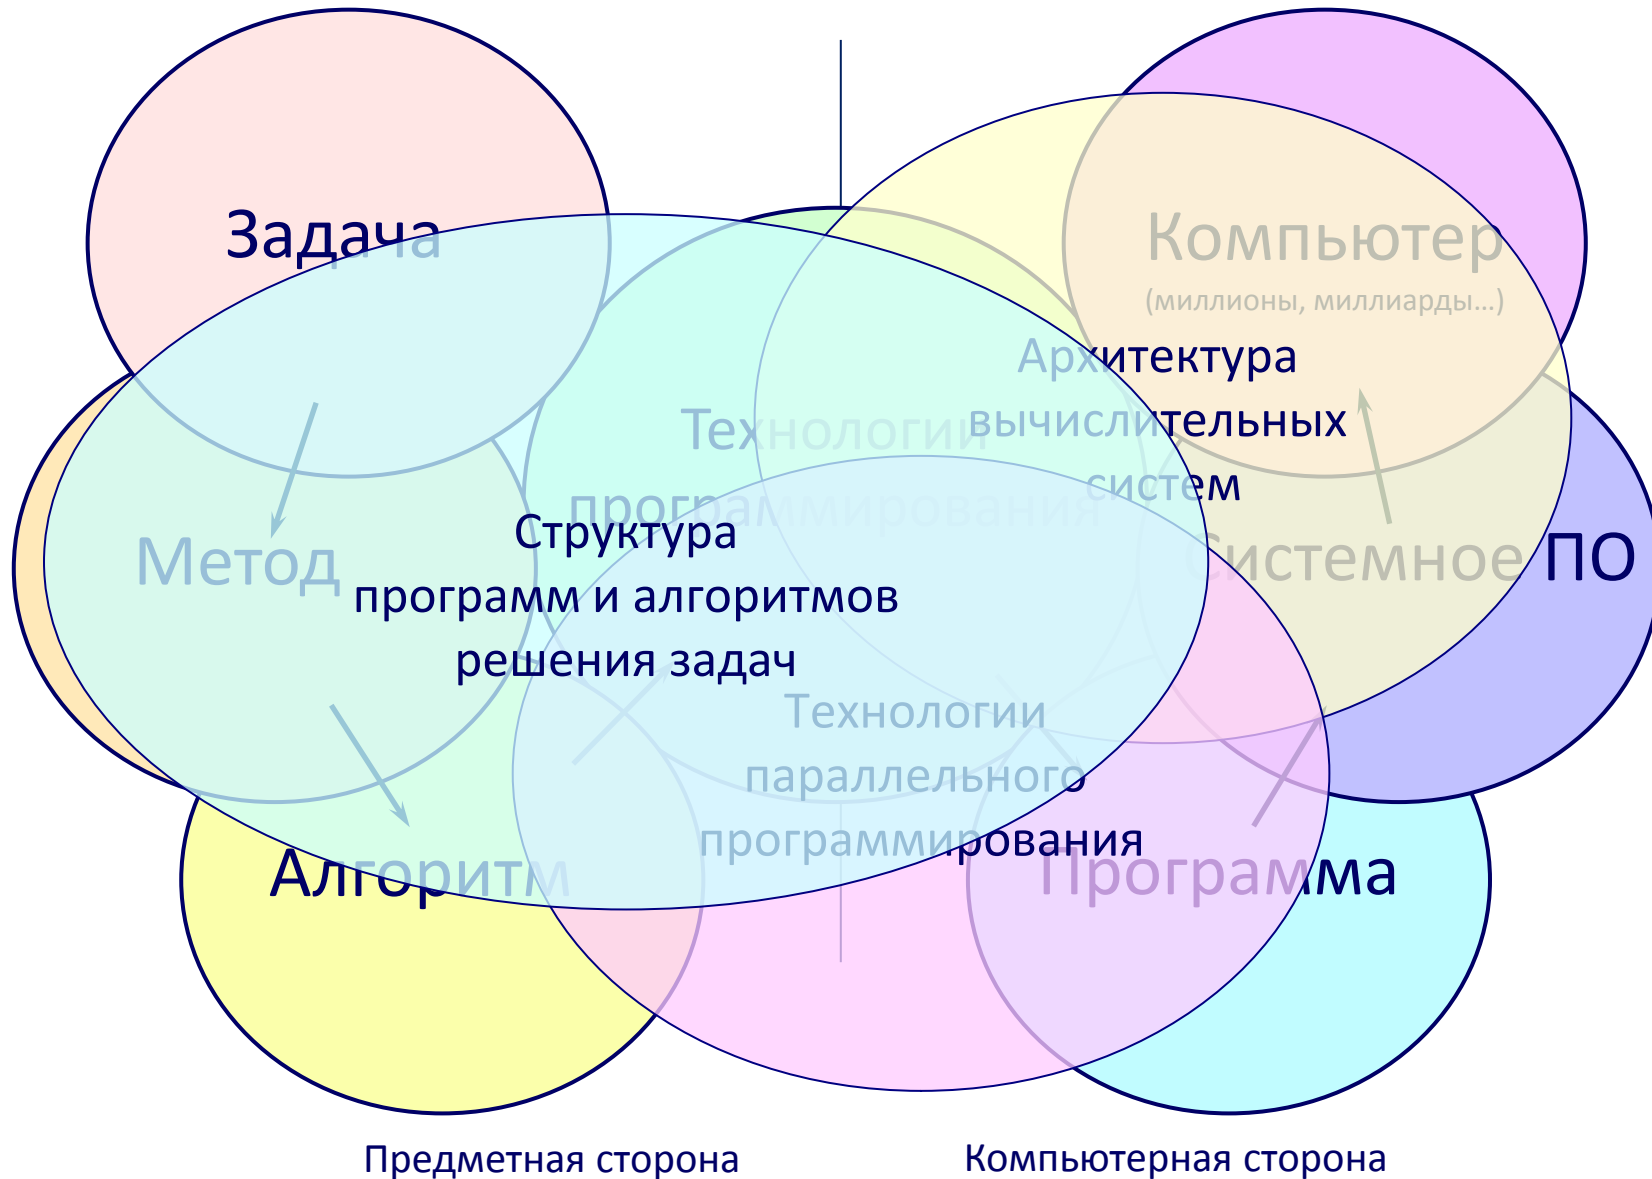 Задача
Компьютер
(миллионы, миллиарды...)
Архитектура
вычислительных
систем
Технологии
программирования
Метод
Структура
программ и алгоритмов
решения задач
Системное ПО
Технологии
параллельного
программирования
Алгоритм
Программа
Предметная сторона
Компьютерная сторона